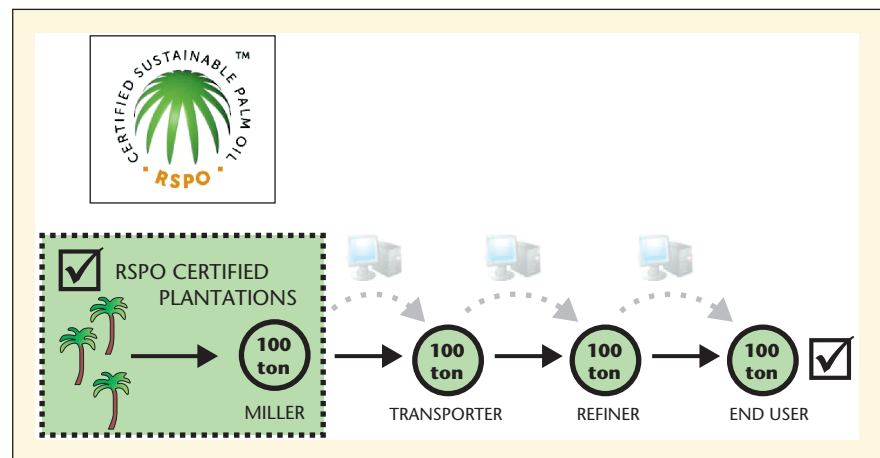 CERTIFIED SUSTAINABLE PALM OIL ™
· RSPO ·
RSPO CERTIFIED
PLANTATIONS
100
ton
100
ton
100
ton
100
ton
MILLER
TRANSPORTER
REFINER
END USER